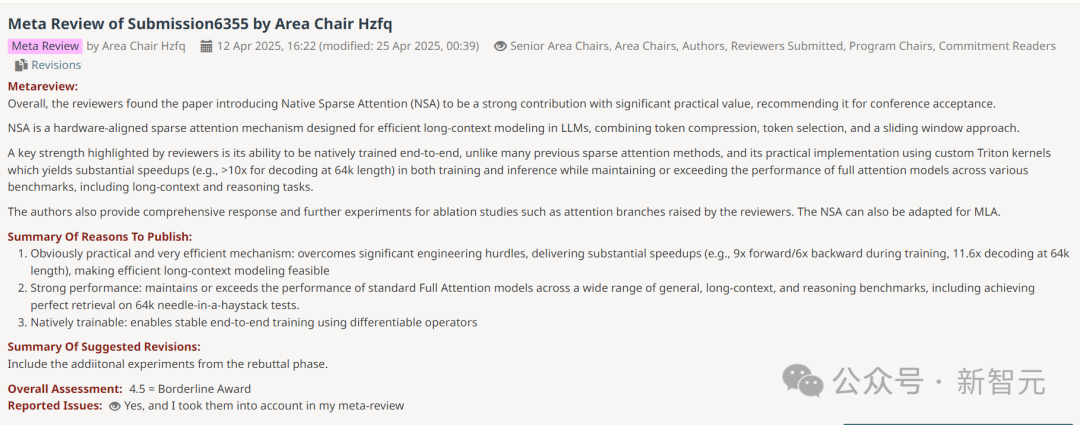 Meta Review of Submission6355 by Area Chair Hzfq
Meta Review by Area Chair Hzfq 12 Apr 2025, 16:22 (modified: 25 Apr 2025, 00:39) Senior Area Chairs, Area Chairs, Authors, Reviewers Submitted, Program Chairs, Commitment Readers
Revisions
Metareview:
Overall, the reviewers found the paper introducing Native Sparse Attention (NSA) to be a strong contribution with significant practical value, recommending it for conference acceptance.
NSA is a hardware-aligned sparse attention mechanism designed for efficient long-context modeling in LLMs, combining token compression, token selection, and a sliding window approach.
A key strength highlighted by reviewers is its ability to be natively trained end-to-end, unlike many previous sparse attention methods, and its practical implementation using custom Triton kernels
which yields substantial speedups (e.g., >10x for decoding at 64k length) in both training and inference while maintaining or exceeding the performance of full attention models across various
benchmarks, including long-context and reasoning tasks.
The authors also provide comprehensive response and further experiments for ablation studies such as attention branches raised by the reviewers. The NSA can also be adapted for MLA.
Summary Of Reasons To Publish:
1. Obviously practical and very efficient mechanism: overcomes significant engineering hurdles, delivering substantial speedups (e.g., 9x forward/6x backward during training, 11.6x decoding at 64k
length), making efficient long-context modeling feasible
2. Strong performance: maintains or exceeds the performance of standard Full Attention models across a wide range of general, long-context, and reasoning benchmarks, including achieving
perfect retrieval on 64k needle-in-a-haystack tests.
3. Natively trainable: enables stable end-to-end training using differentiable operators
Summary Of Suggested Revisions:
Include the addiitonal experiments from the rebuttal phase.
Overall Assessment: 4.5 = Borderline Award
Reported Issues: Yes, and I took them into account in my meta-review
公众号 · 新智元